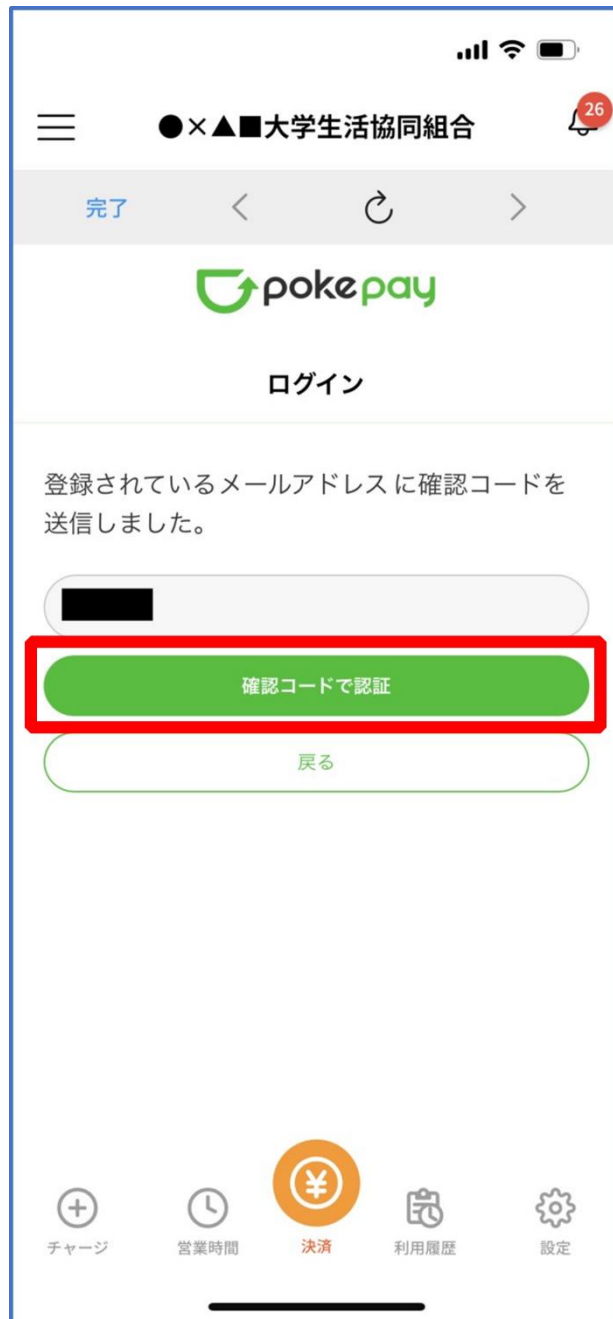 26
●×▲■大学生活協同組合
完了
pokepay
ログイン
登録されているメールアドレスに確認コードを
送信しました。
確認コードで認証
戻る
チャージ
営業時間
決済
利用履歴
設定